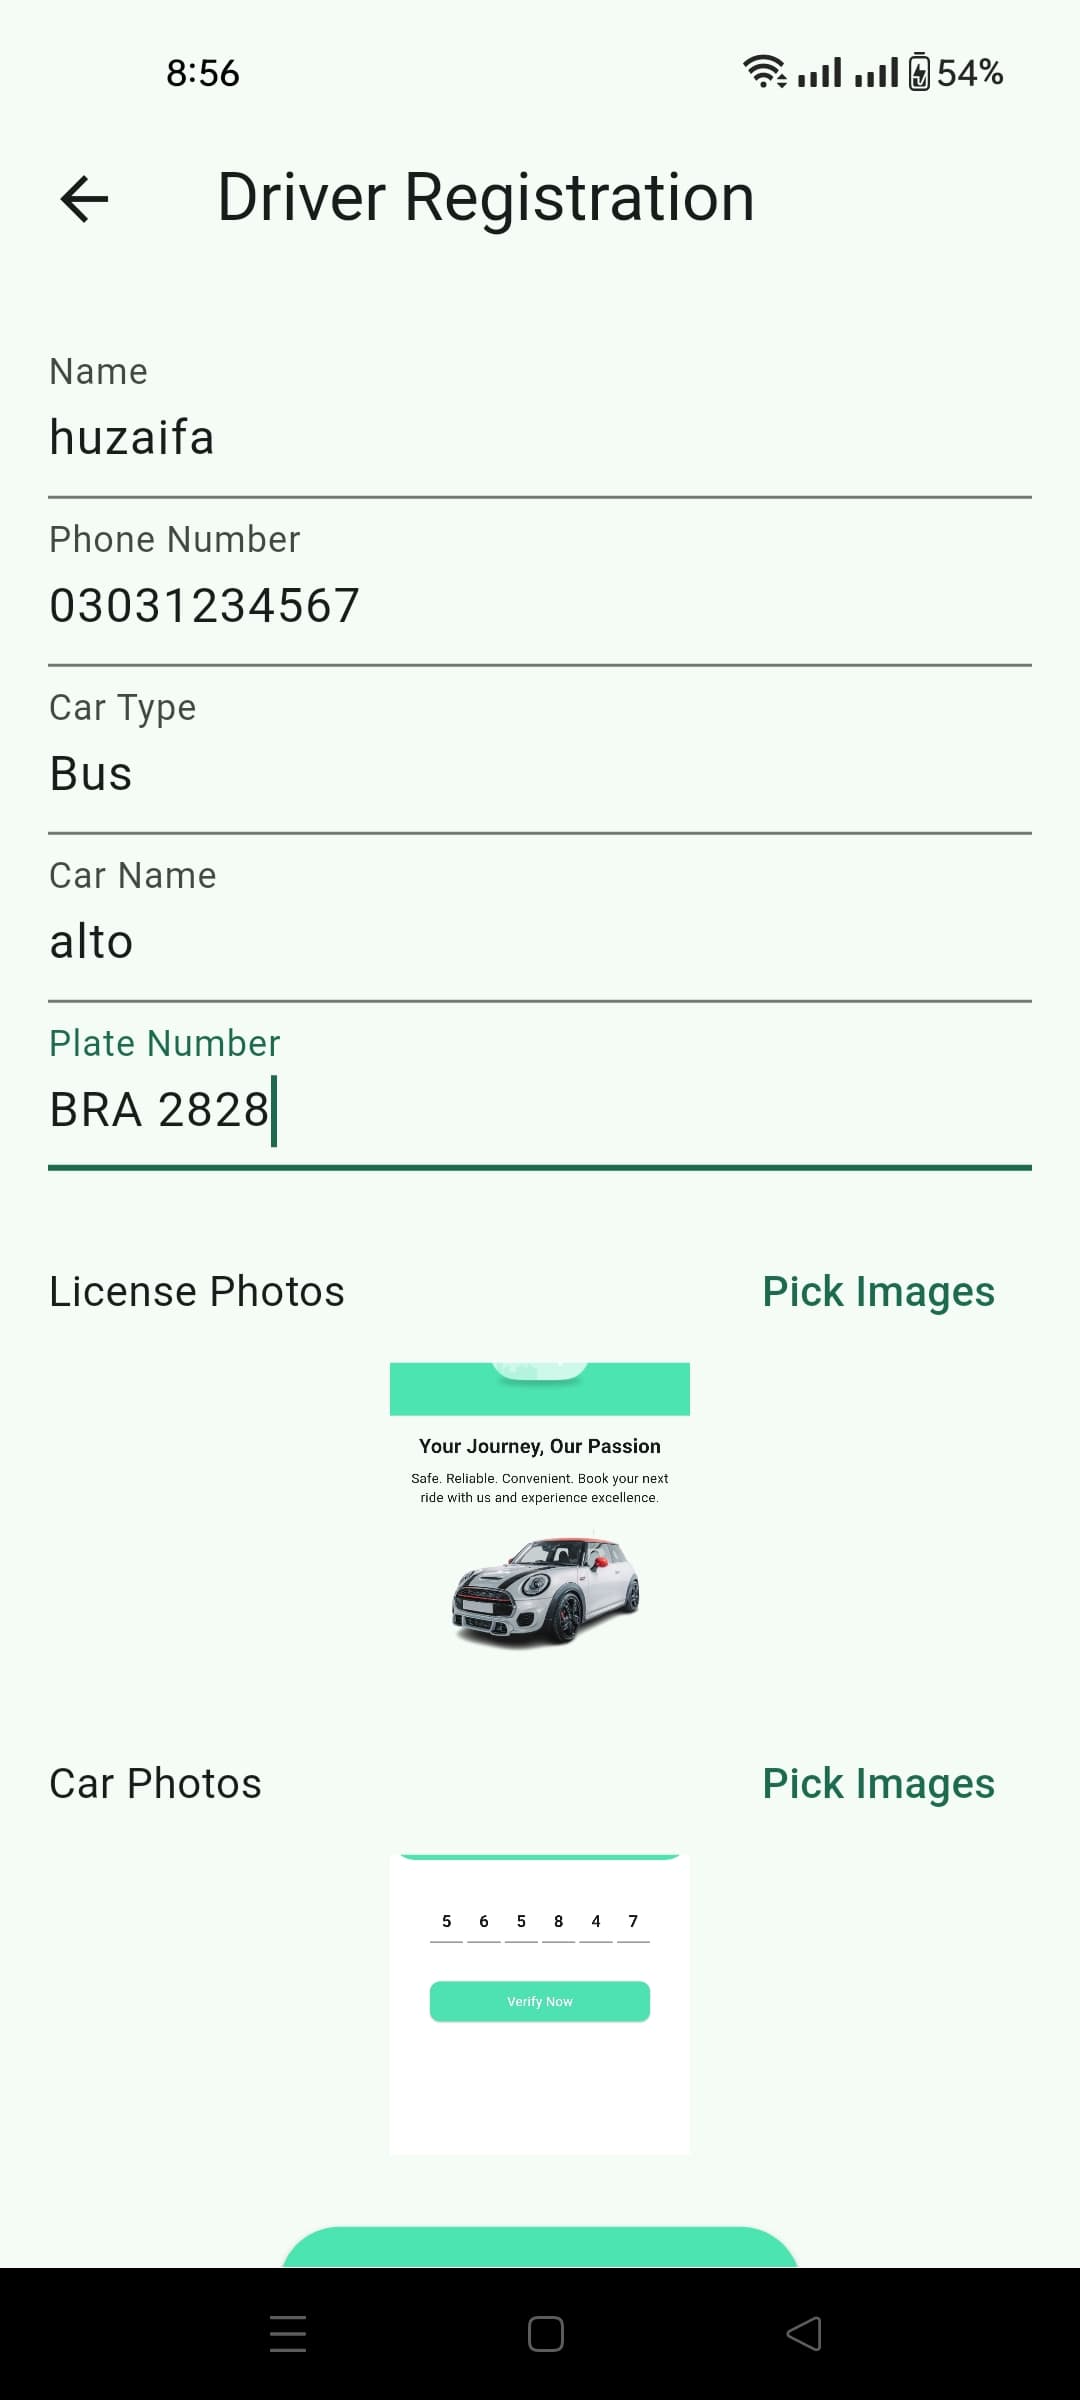 8:56
54%
Driver Registration
Name
huzaifa
Phone Number
03031234567
Car Type
Bus
Car Name
alto
Plate Number
BRA 2828
License Photos
Pick Images
Your Journey, Our Passion
Safe. Reliable. Convenient. Book your next
ride with us and experience excellence.
Car Photos
Pick Images
5 6 5 8 4 7
Verify Now